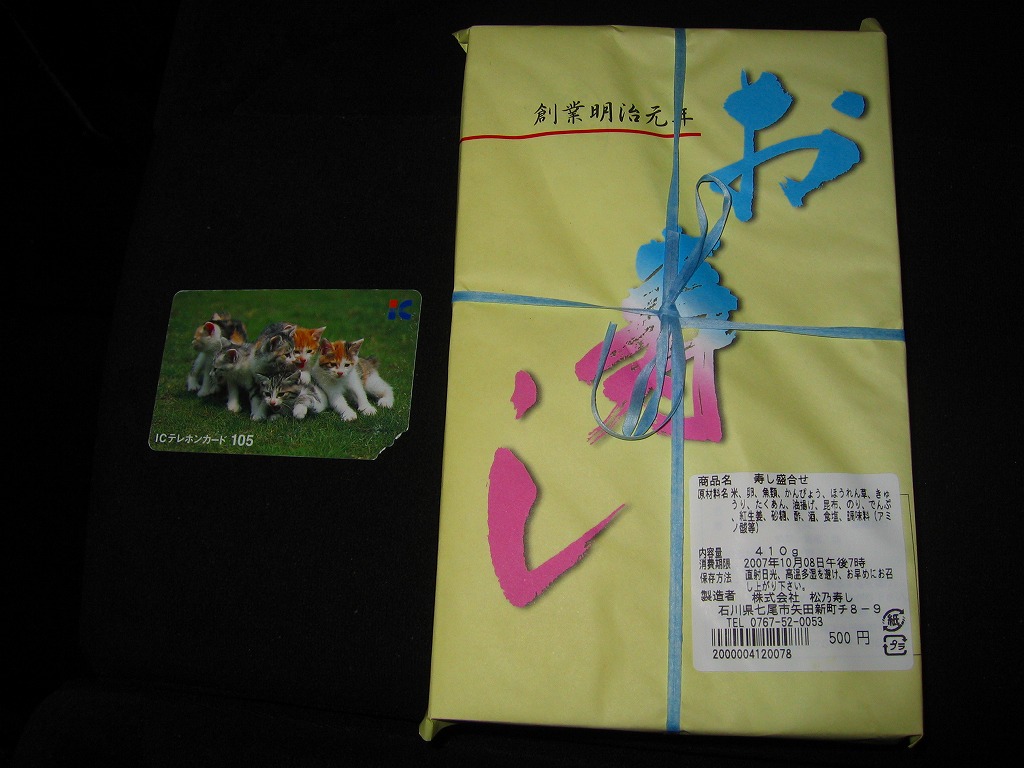 創業明治元年
お寿し
iC
ICテレホンカード 105
商品名 寿し盛合せ
原材料名 米、卵、魚類、かんぴょう、ほうれん草、きゅ
うり、たくあん、油揚げ、昆布、のり、でんぶ
、紅生姜、砂糖、酢、酒、食塩、調味料(アミ
ノ酸等)
内容量 410g
消費期限 2007年10月08日午後7時
保存方法 直射日光、高温多湿を避け、お早めにお召
し上がり下さい。
製造者 株式会社 松乃寿し
石川県七尾市矢田新町チ8-9
TEL 0767-52-0053
500 円
2000004120078
紙
プラ